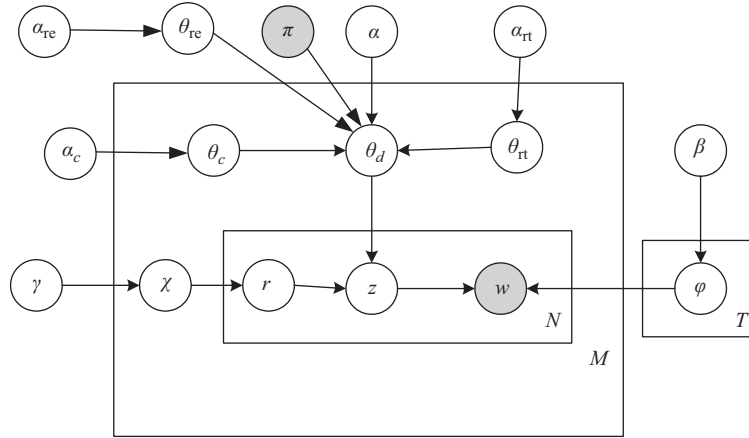 α_re θ_re π α α_rt
α_c θ_c θ_d θ_rt β
γ χ r z w φ
N T
M